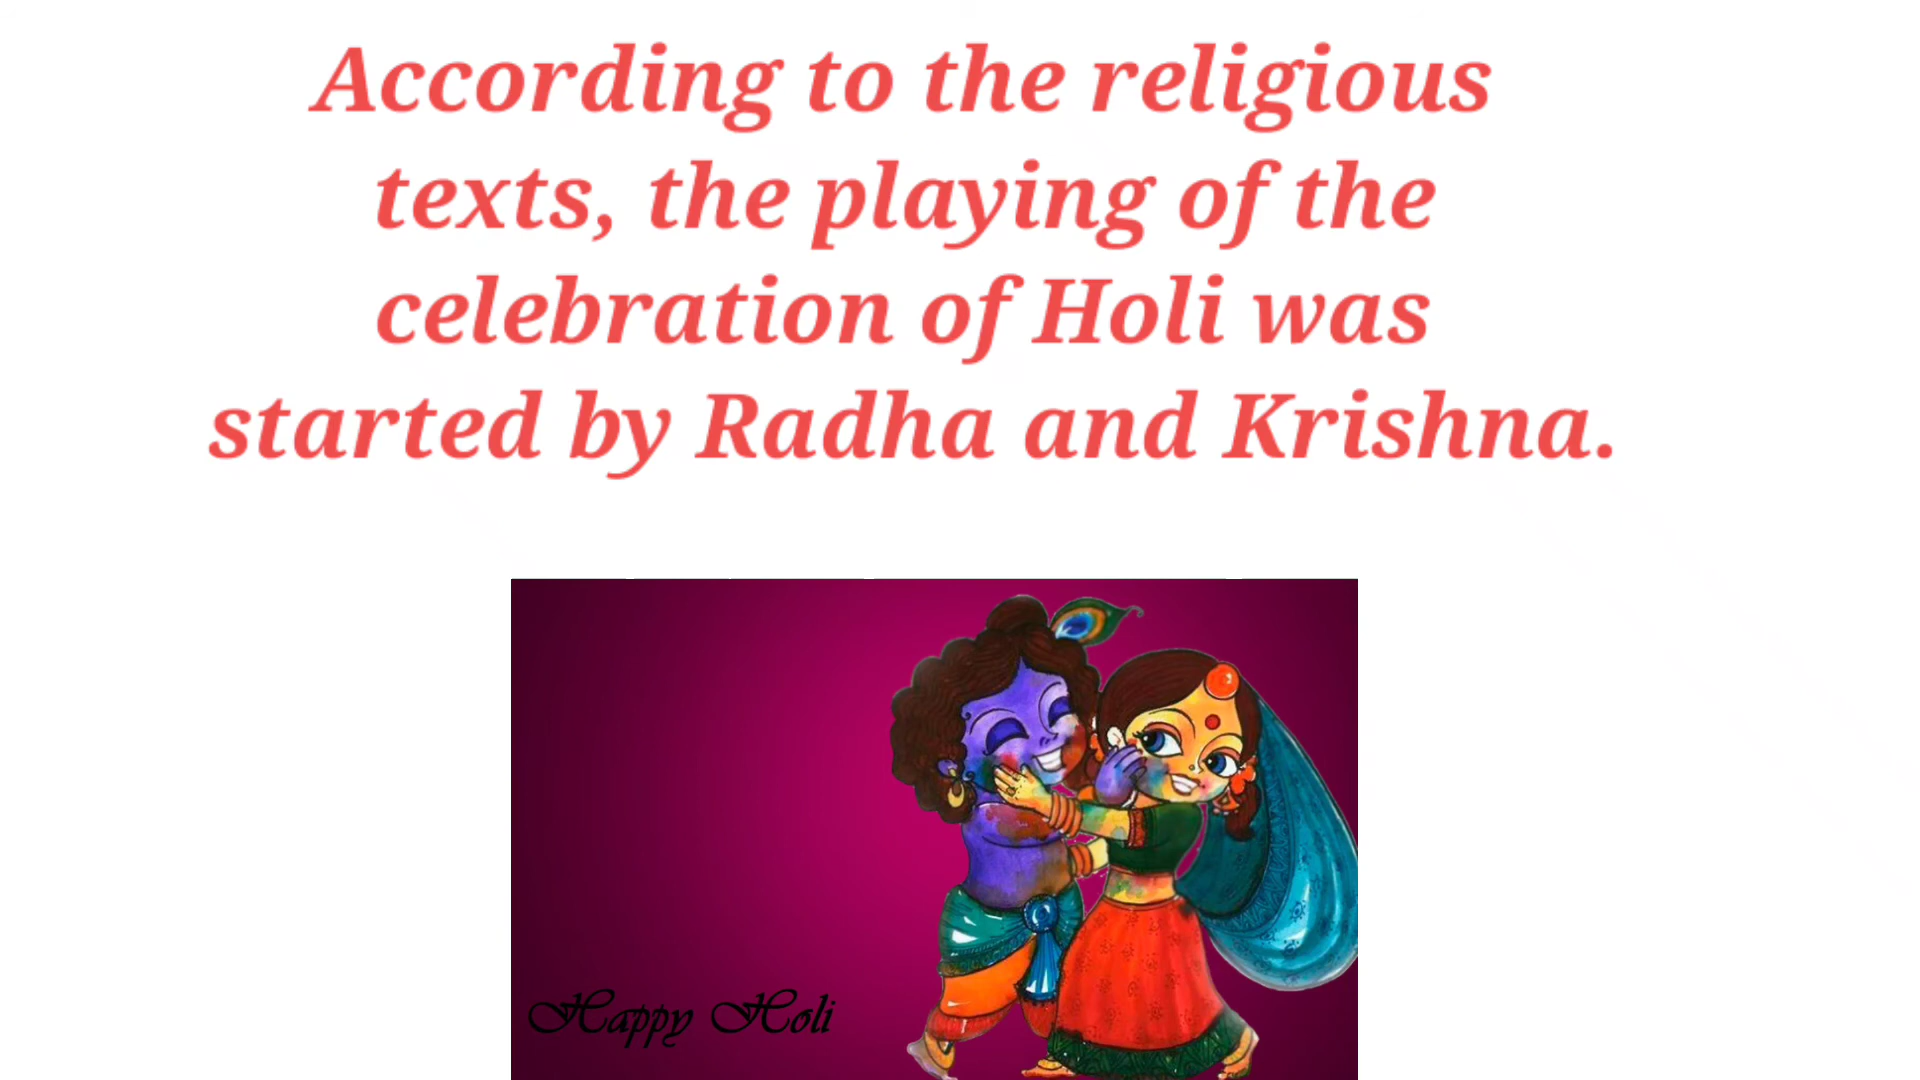 According to the religious
texts, the playing of the
celebration of Holi was
started by Radha and Krishna.
Happy Holi